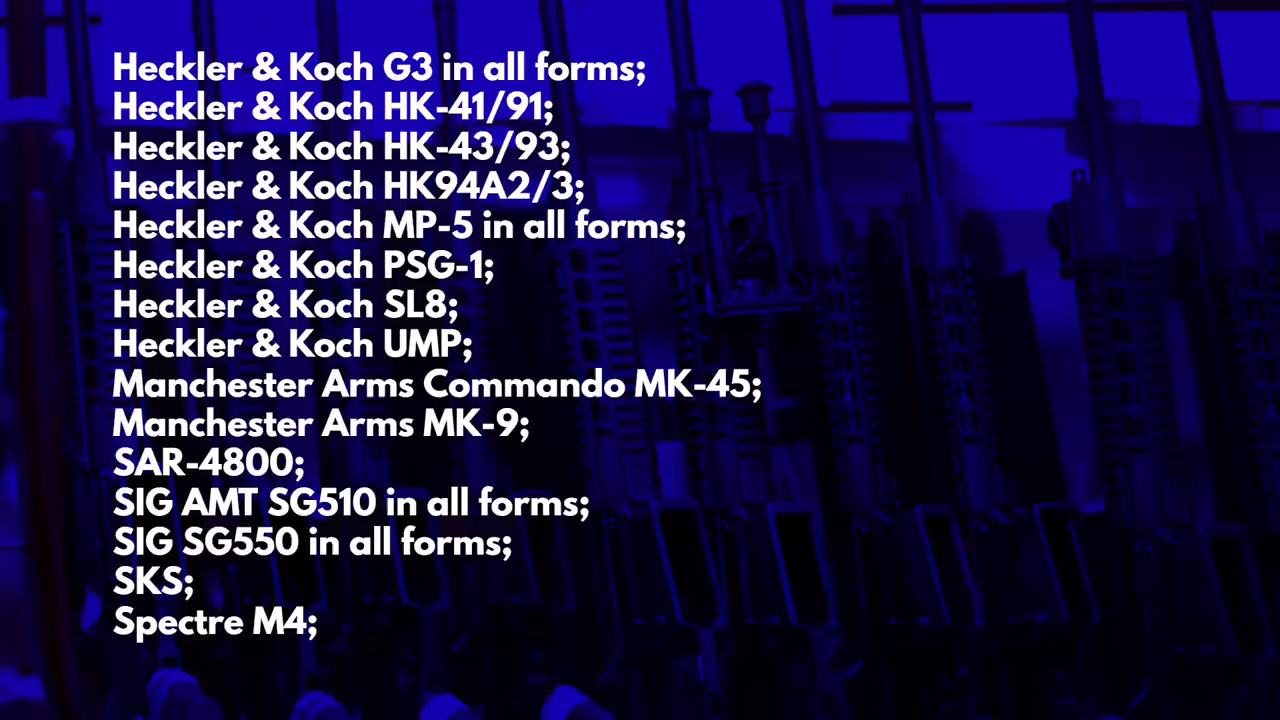 Heckler & Koch G3 in all forms;
Heckler & Koch HK-41/91;
Heckler & Koch HK-43/93;
Heckler & Koch HK94A2/3;
Heckler & Koch MP-5 in all forms;
Heckler & Koch PSG-1;
Heckler & Koch SL8;
Heckler & Koch UMP;
Manchester Arms Commando MK-45;
Manchester Arms MK-9;
SAR-4800;
SIG AMT SG510 in all forms;
SIG SG550 in all forms;
SKS;
Spectre M4;